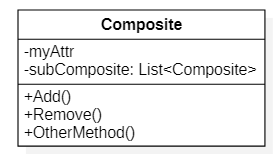 Composite
-myAttr
-subComposite: List<Composite>
+Add()
+Remove()
+OtherMethod()